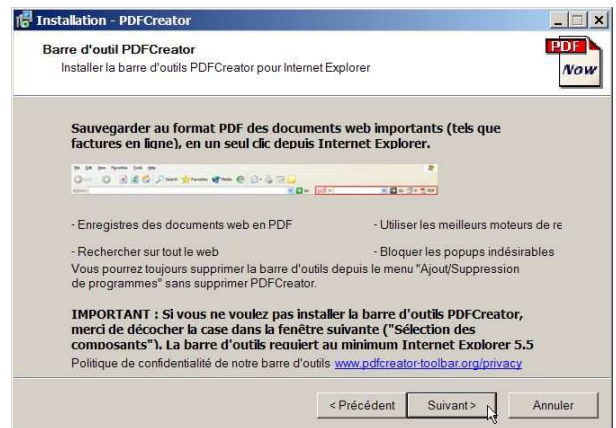 Installation - PDFCreator
Barre d'outil PDFCreator
Installer la barre d'outils PDFCreator pour Internet Explorer
PDF
Now
Sauvegarder au format PDF des documents web importants (tels que
factures en ligne), en un seul clic depuis Internet Explorer.
- Enregistres des documents web en PDF
- Utiliser les meilleurs moteurs de re
- Rechercher sur tout le web
- Bloquer les popups indésirables
Vous pourrez toujours supprimer la barre d'outils depuis le menu "Ajout/Suppression
de programmes" sans supprimer PDFCreator.
IMPORTANT : Si vous ne voulez pas installer la barre d'outils PDFCreator,
merci de décocher la case dans la fenêtre suivante ("Sélection des
composants"). La barre d'outils requiert au minimum Internet Explorer 5.5
Politique de confidentialité de notre barre d'outils www.pdfcreator-toolbar.org/privacy
< Précédent
Suivant >
Annuler